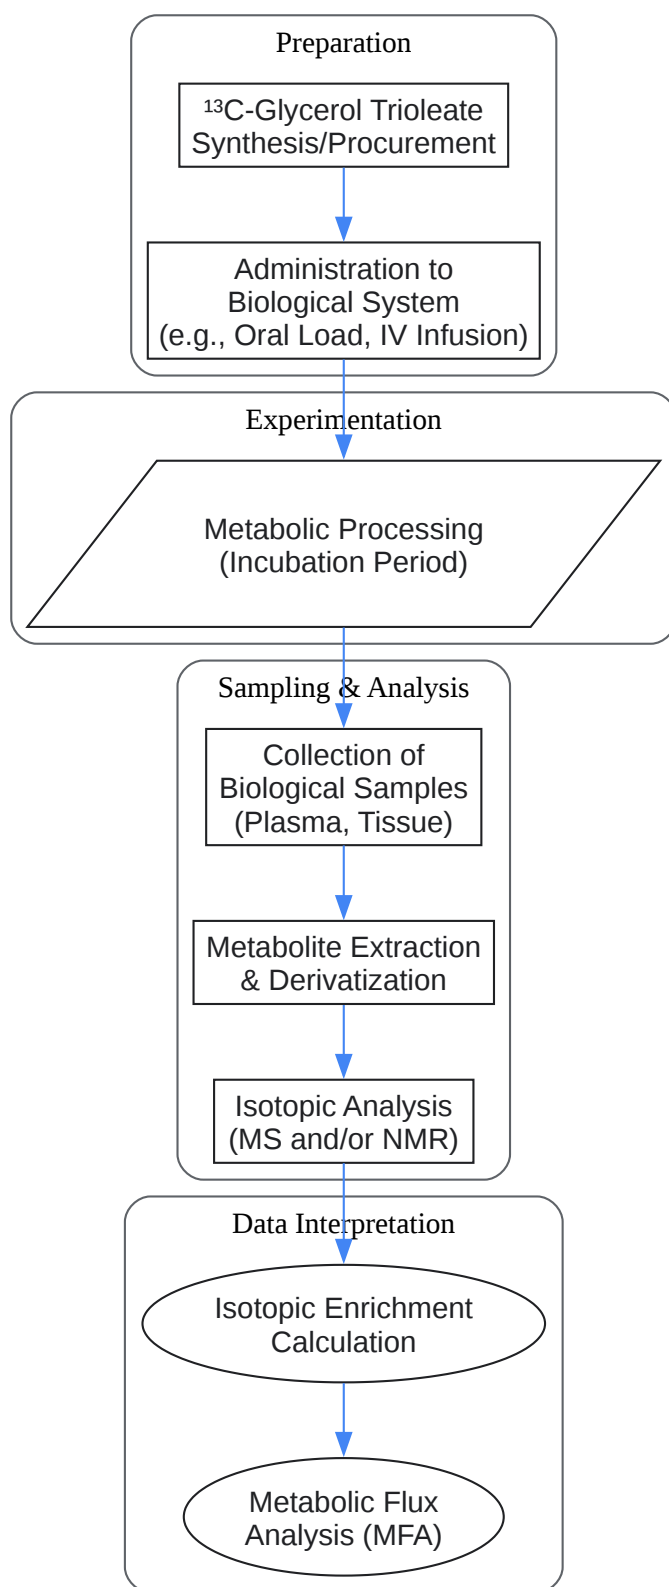 Preparation
¹³C-Glycerol Trioleate
Synthesis/Procurement
Administration to
Biological System
(e.g., Oral Load, IV Infusion)
Experimentation
Metabolic Processing
(Incubation Period)
Sampling & Analysis
Collection of
Biological Samples
(Plasma, Tissue)
Metabolite Extraction
& Derivatization
Isotopic Analysis
(MS and/or NMR)
Data Interpretation
Isotopic Enrichment
Calculation
Metabolic Flux
Analysis (MFA)